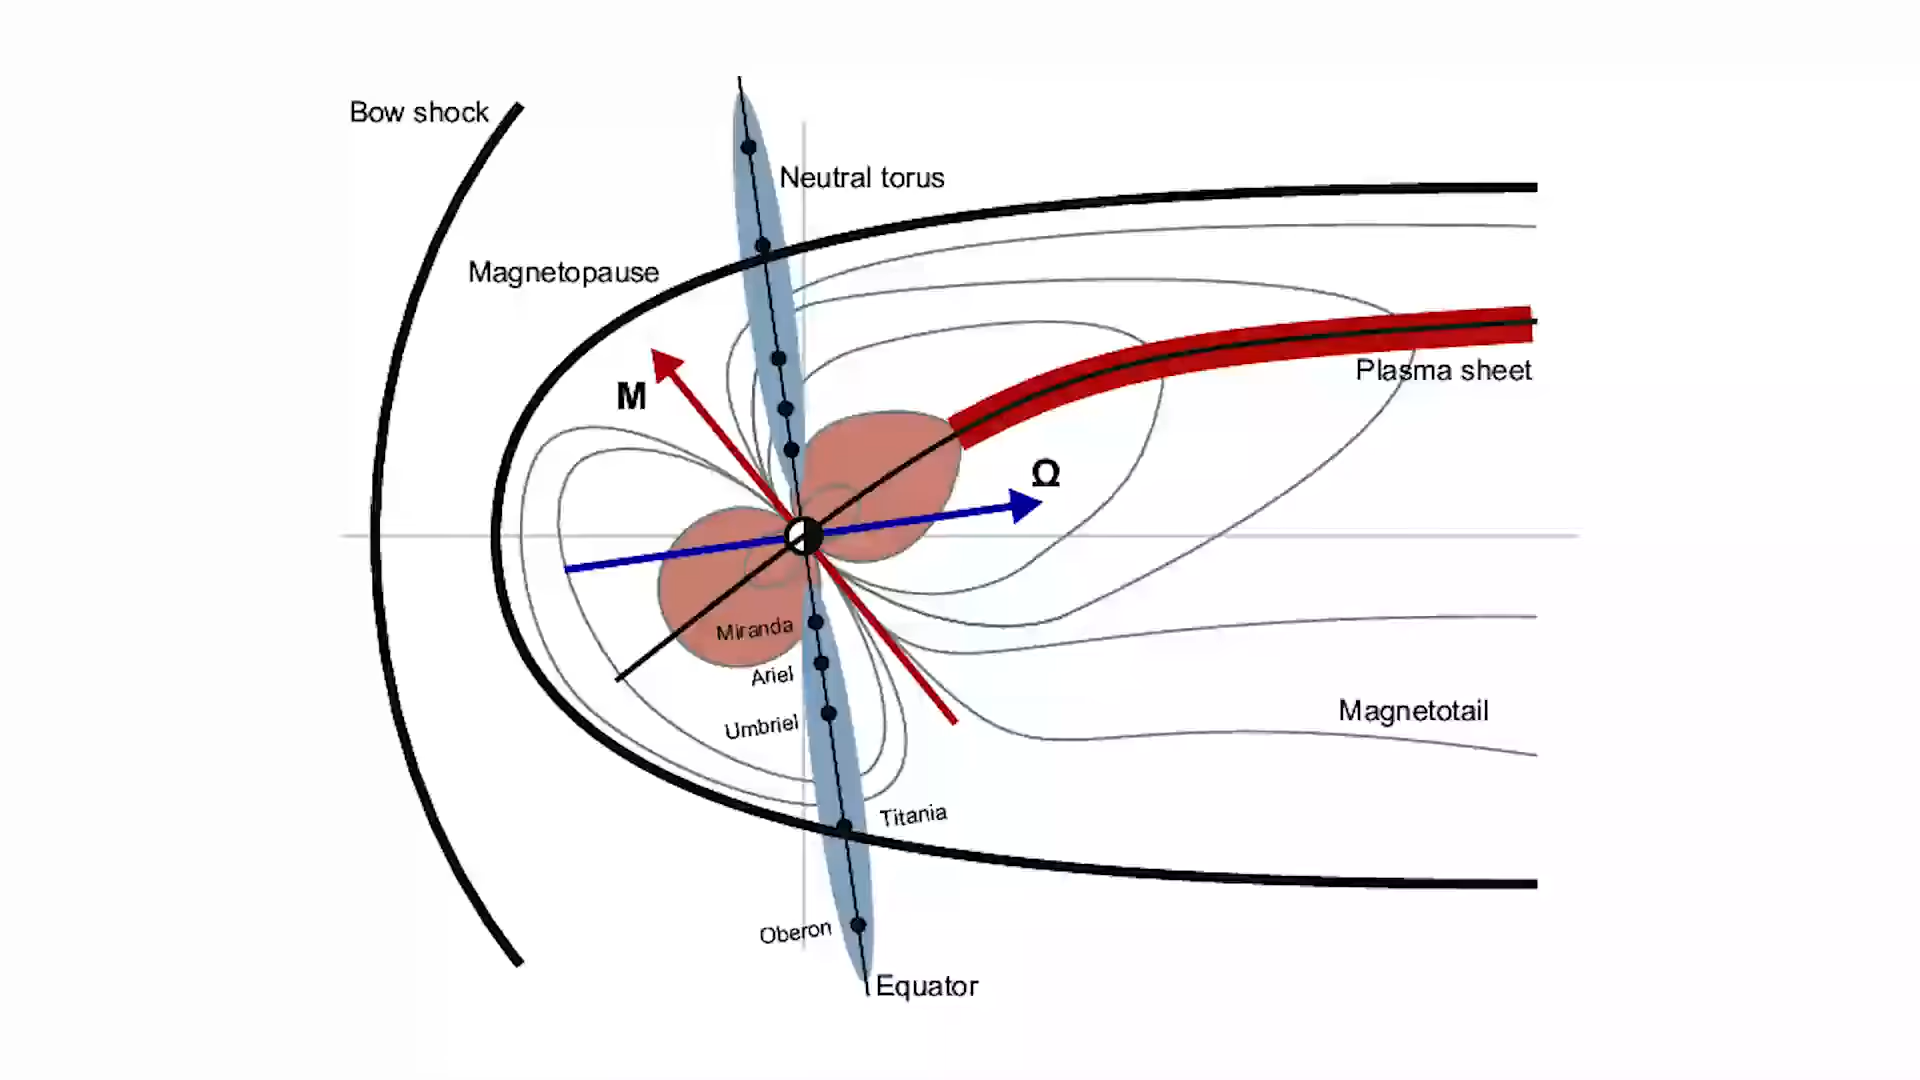 Bow shock
Neutral torus
Magnetopause
Plasma sheet
M
Ω
Miranda
Ariel
Umbriel
Magnetotail
Titania
Oberon
Equator